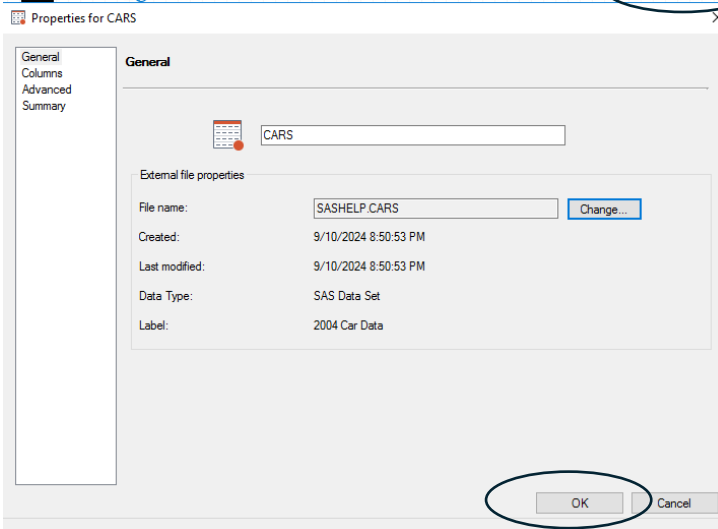 Properties for CARS
General
Columns
Advanced
Summary
General
CARS
External file properties
File name: SASHELP.CARS Change...
Created: 9/10/2024 8:50:53 PM
Last modified: 9/10/2024 8:50:53 PM
Data Type: SAS Data Set
Label: 2004 Car Data
OK Cancel